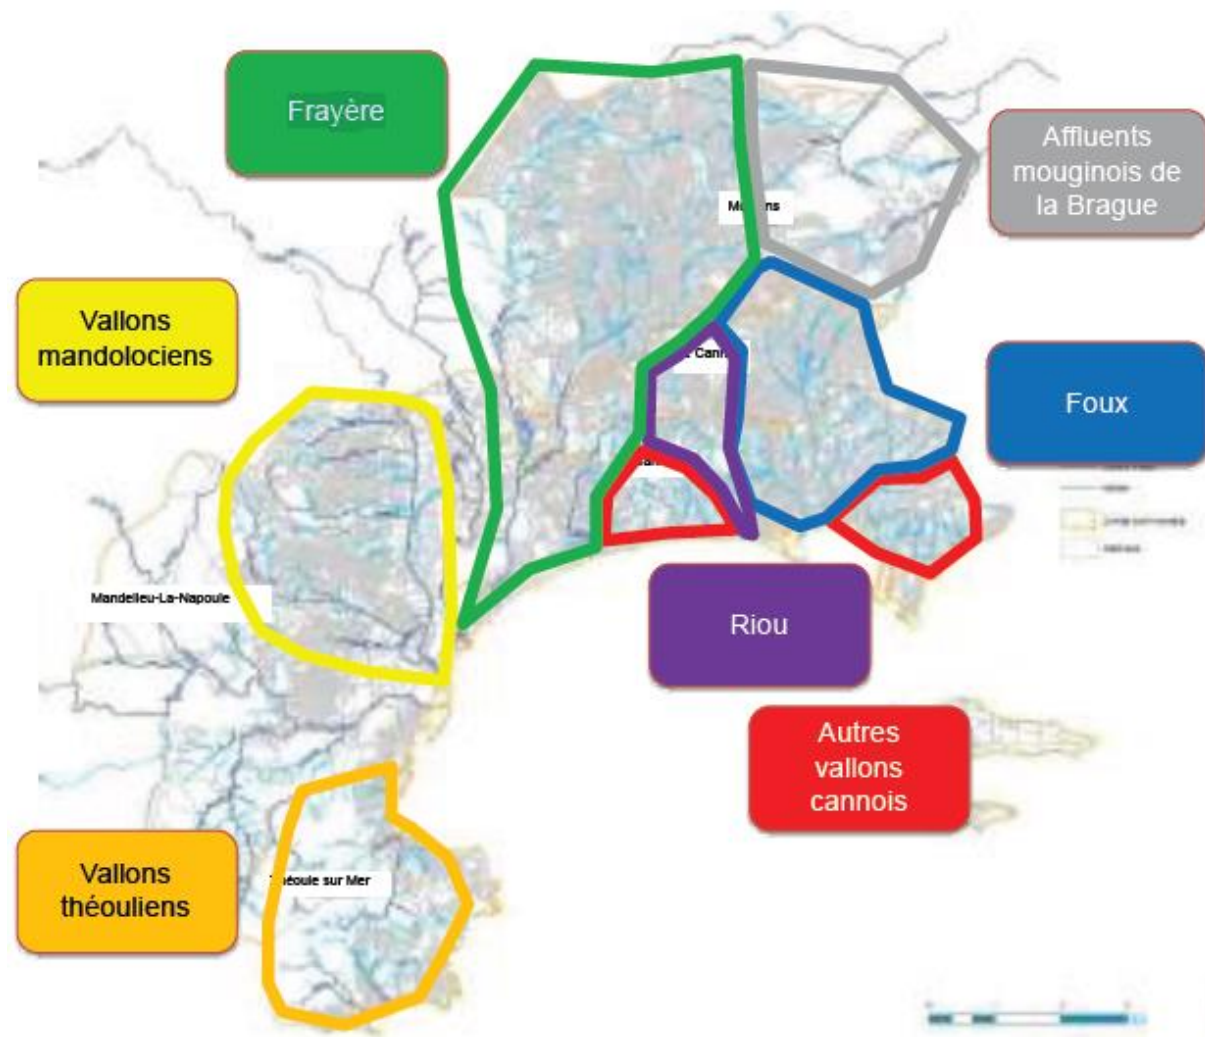 Frayère
Affluents
mouginois de
la Brague
Vallons
mandolociens
Foux
Mandelieu-La-Napoule
Riou
Autres
vallons
cannois
Vallons
théouliens
Théoule sur Mer